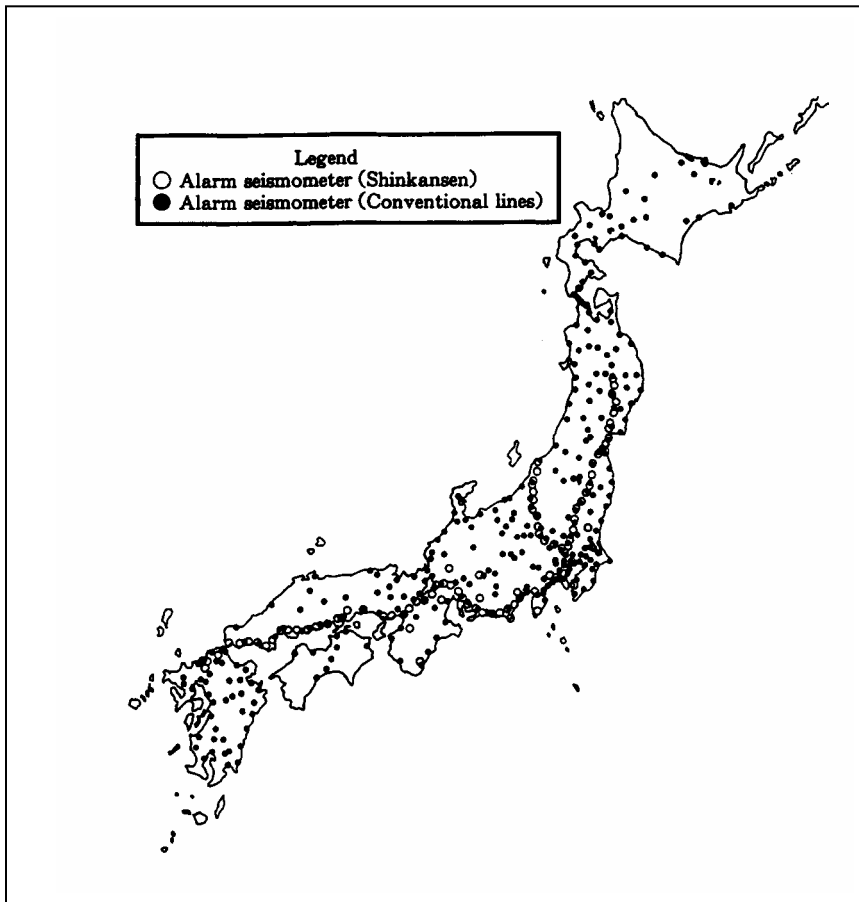 Legend
Alarm seismometer (Shinkansen)
Alarm seismometer (Conventional lines)